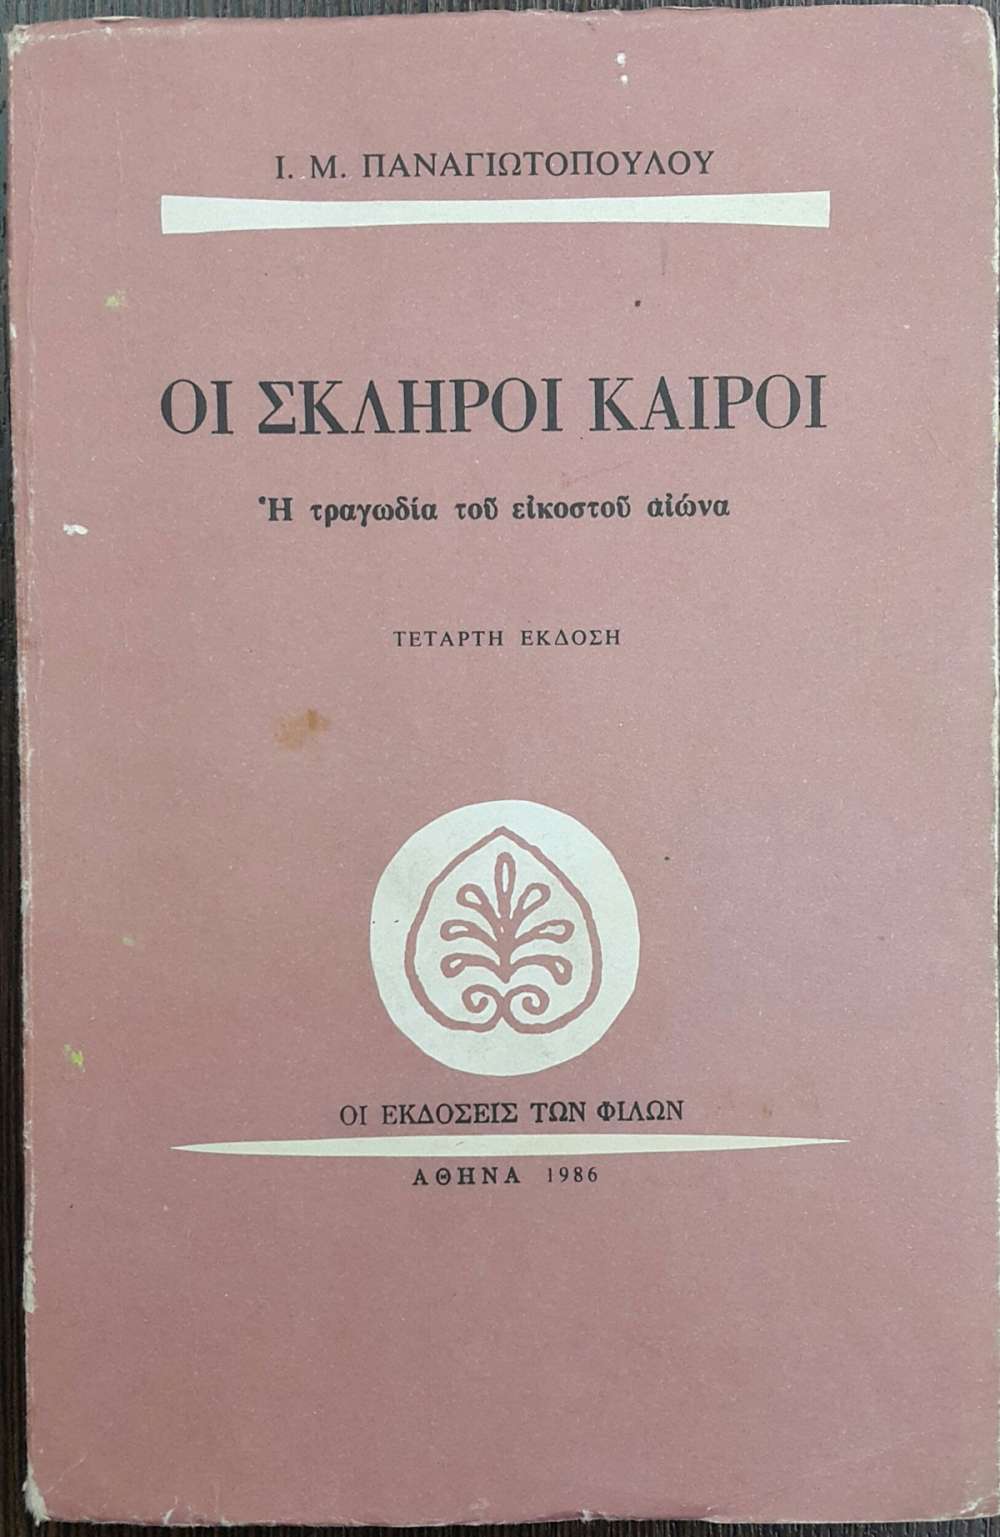 Ι. Μ. ΠΑΝΑΓΙΩΤΟΠΟΥΛΟΥ
ΟΙ ΣΚΛΗΡΟΙ ΚΑΙΡΟΙ
Ἡ τραγωδία τοῦ εἰκοστοῦ αἰώνα
ΤΕΤΑΡΤΗ ΕΚΔΟΣΗ
ΟΙ ΕΚΔΟΣΕΙΣ ΤΩΝ ΦΙΛΩΝ
ΑΘΗΝΑ 1986